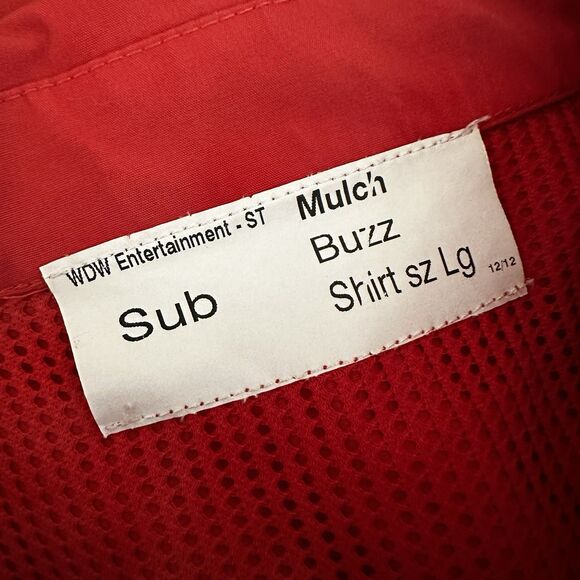 WDW Entertainment - ST
Sub
Mulch
Buzz
Shirt sz Lg
12/12